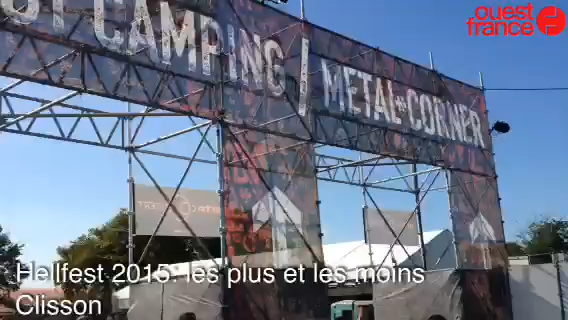 ouest
france
CAMPING / METAL CORNER
Hellfest 2015: les plus et les moins
Clisson